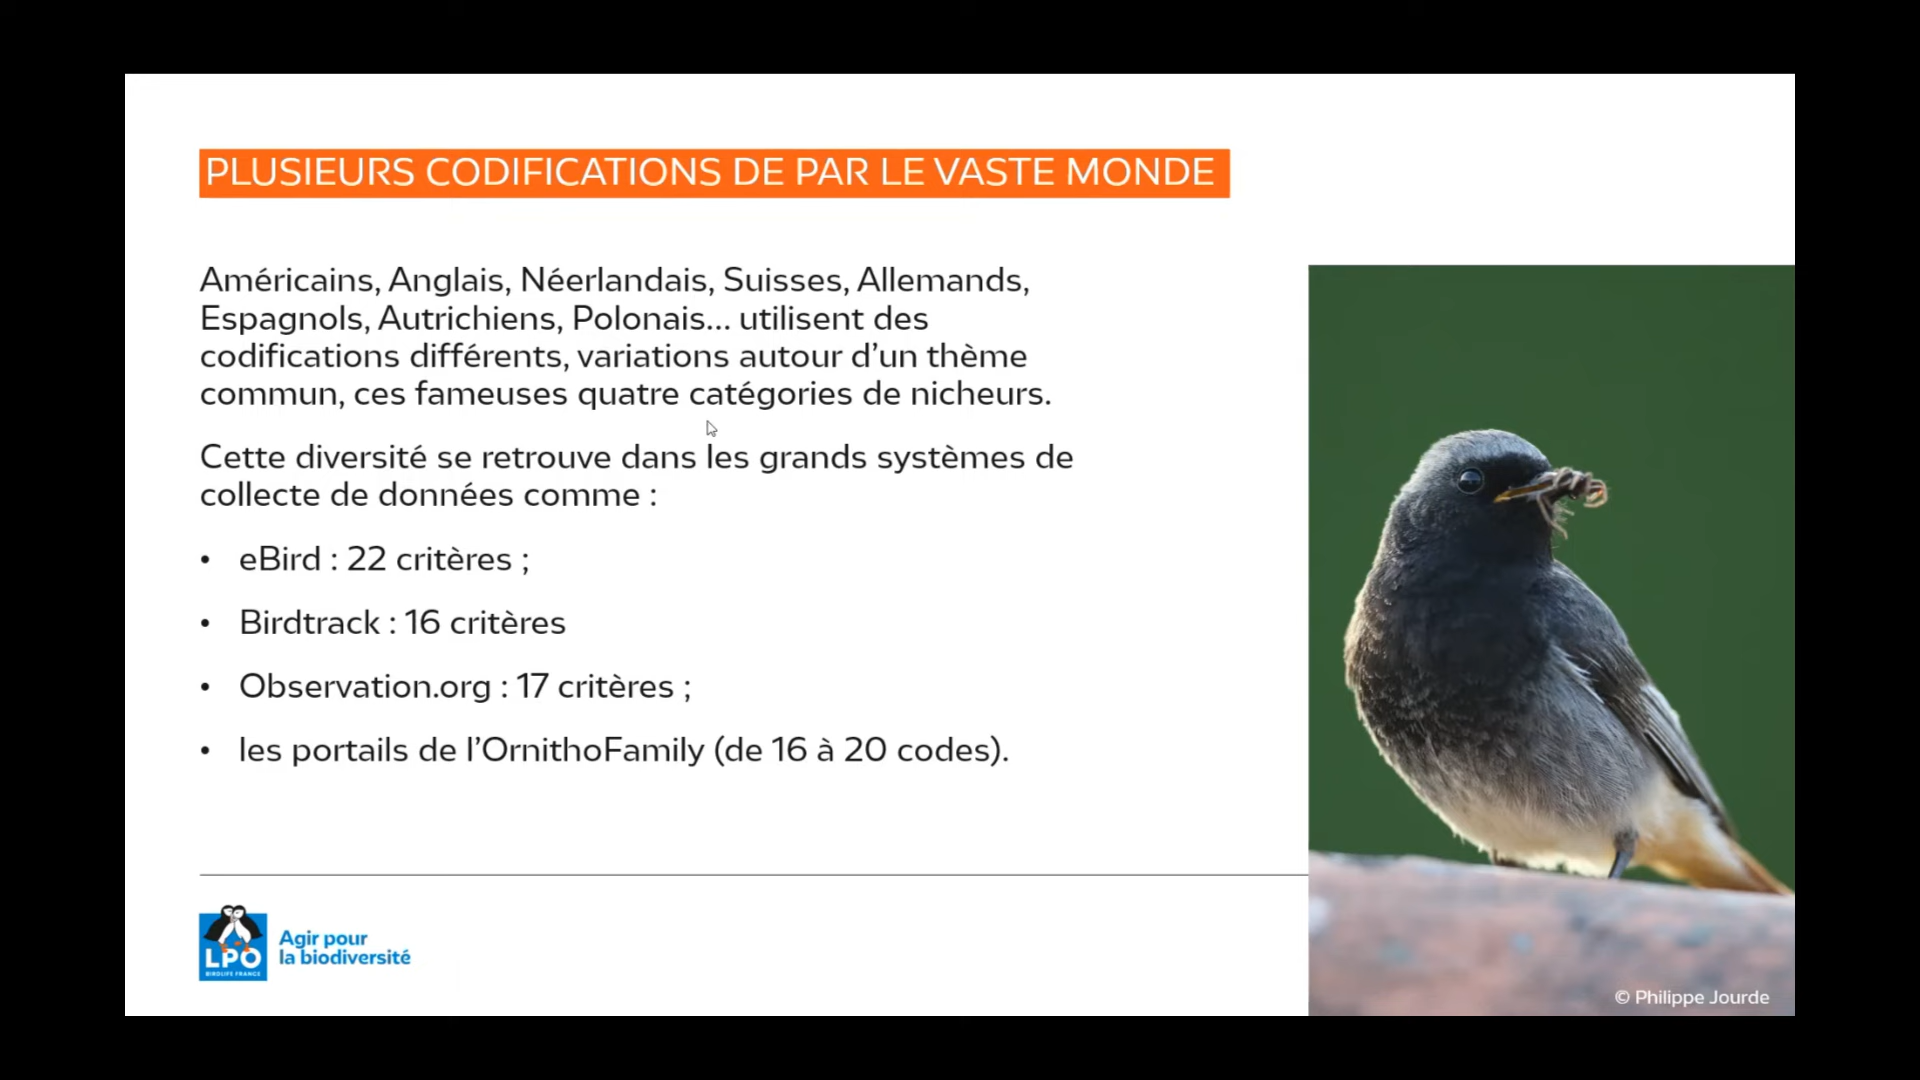 PLUSIEURS CODIFICATIONS DE PAR LE VASTE MONDE
Américains, Anglais, Néerlandais, Suisses, Allemands,
Espagnols, Autrichiens, Polonais... utilisent des
codifications différents, variations autour d’un thème
commun, ces fameuses quatre catégories de nicheurs.
Cette diversité se retrouve dans les grands systèmes de
collecte de données comme :
• eBird : 22 critères ;
• Birdtrack : 16 critères
• Observation.org : 17 critères ;
• les portails de l’OrnithoFamily (de 16 à 20 codes).
LPO
BIRDLIFE FRANCE
Agir pour
la biodiversité
© Philippe Jourde